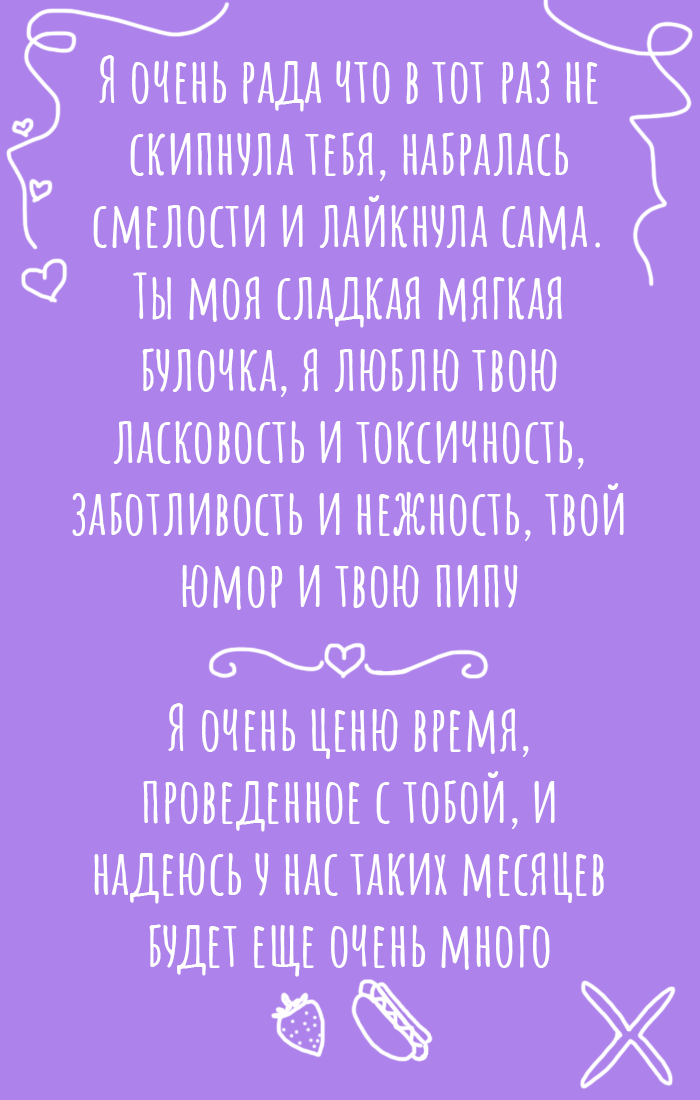 Я очень рада что в тот раз не
скипнула тебя, набралась
смелости и лайкнула сама.
Ты моя сладкая мягкая
булочка, я люблю твою
ласковость и токсичность,
заботливость и нежность, твой
юмор и твою пипу
Я очень ценю время,
проведенное с тобой, и
надеюсь у нас таких месяцев
будет еще очень много